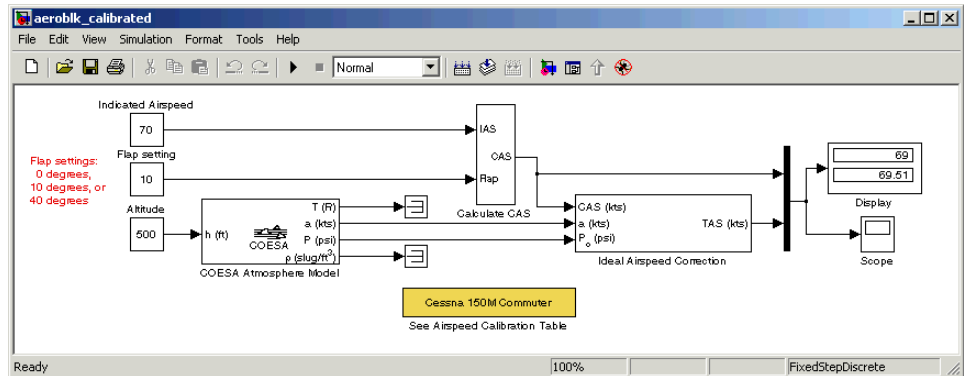 aeroblk_calibrated
File Edit View Simulation Format Tools Help
Normal
Indicated Airspeed
70
IAS
CAS
Flap
Calculate CAS
Flap settings:
0 degrees,
10 degrees, or
40 degrees
Flap setting
10
Altitude
500
h (ft)
COESA
T (R)
a (kts)
P (psi)
ρ (slug/ft³)
COESA Atmosphere Model
CAS (kts)
a (kts)
P₀ (psi)
TAS (kts)
Ideal Airspeed Correction
69
69.51
Display
Scope
Cessna 150M Commuter
See Airspeed Calibration Table
Ready 100% FixedStepDiscrete